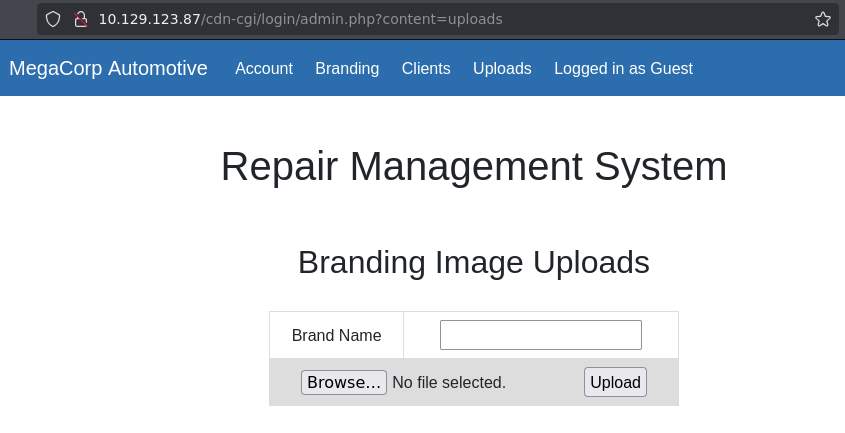 10.129.123.87/cdn-cgi/login/admin.php?content=uploads
MegaCorp Automotive Account Branding Clients Uploads Logged in as Guest
Repair Management System
Branding Image Uploads
Brand Name
Browse... No file selected. Upload